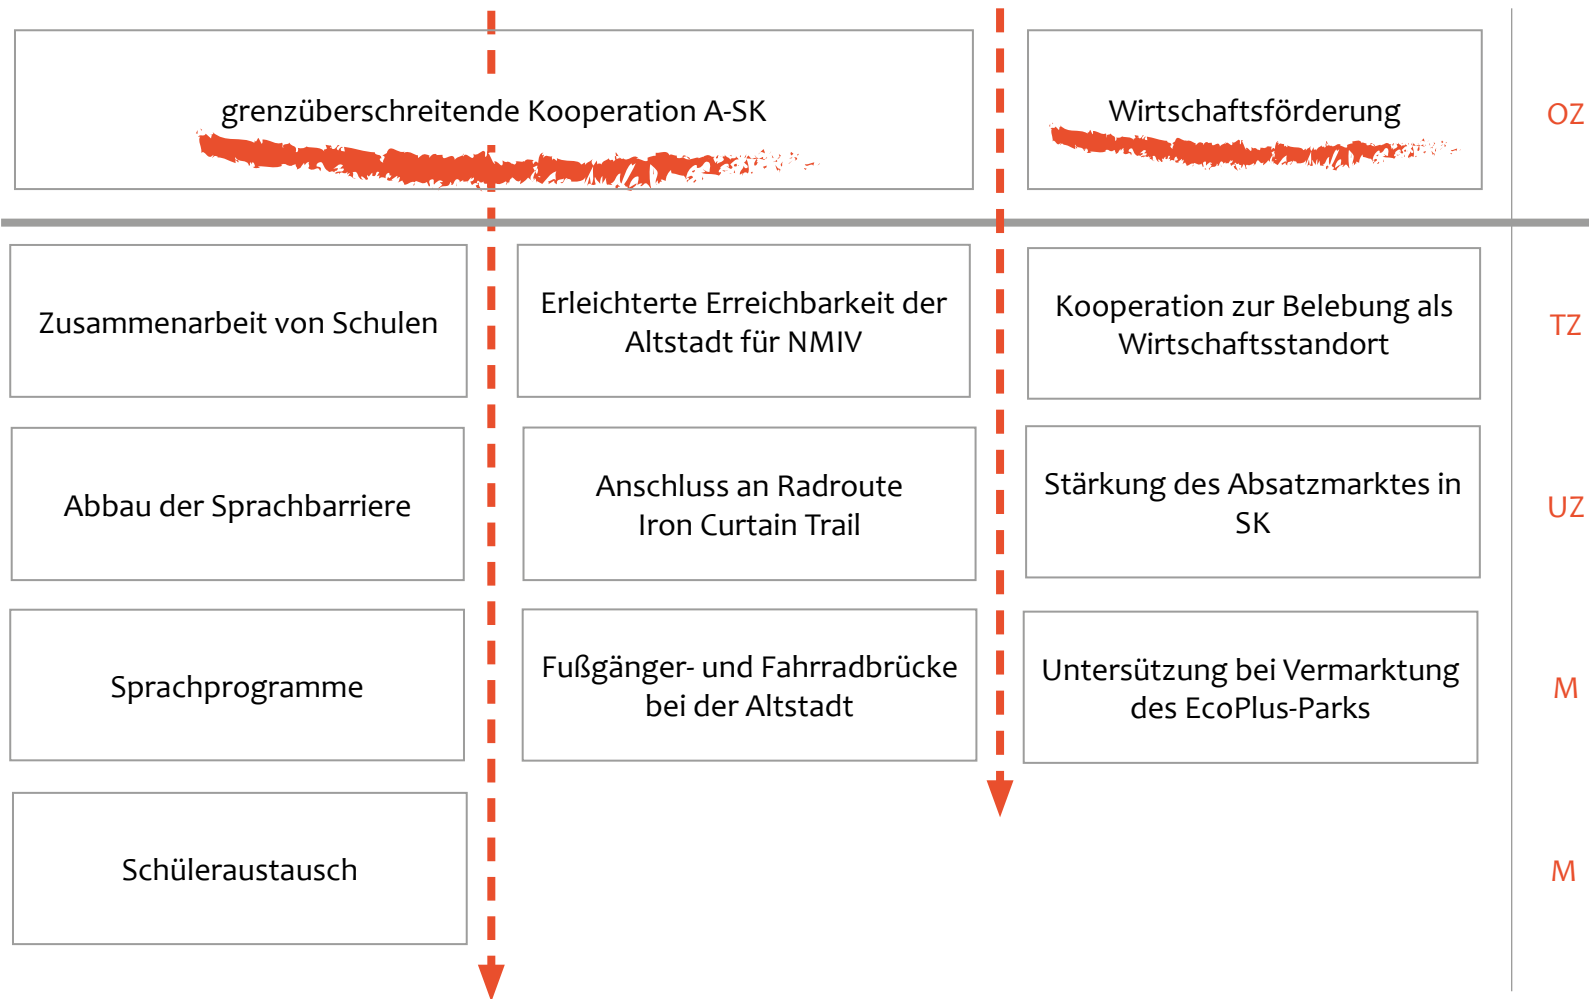 grenzüberschreitende Kooperation A-SK
Wirtschaftsförderung
OZ
Zusammenarbeit von Schulen
Erleichterte Erreichbarkeit der
Altstadt für NMIV
Kooperation zur Belebung als
Wirtschaftsstandort
TZ
Abbau der Sprachbarriere
Anschluss an Radroute
Iron Curtain Trail
Stärkung des Absatzmarktes in
SK
UZ
Sprachprogramme
Fußgänger- und Fahrradbrücke
bei der Altstadt
Untersützung bei Vermarktung
des EcoPlus-Parks
M
Schüleraustausch
M